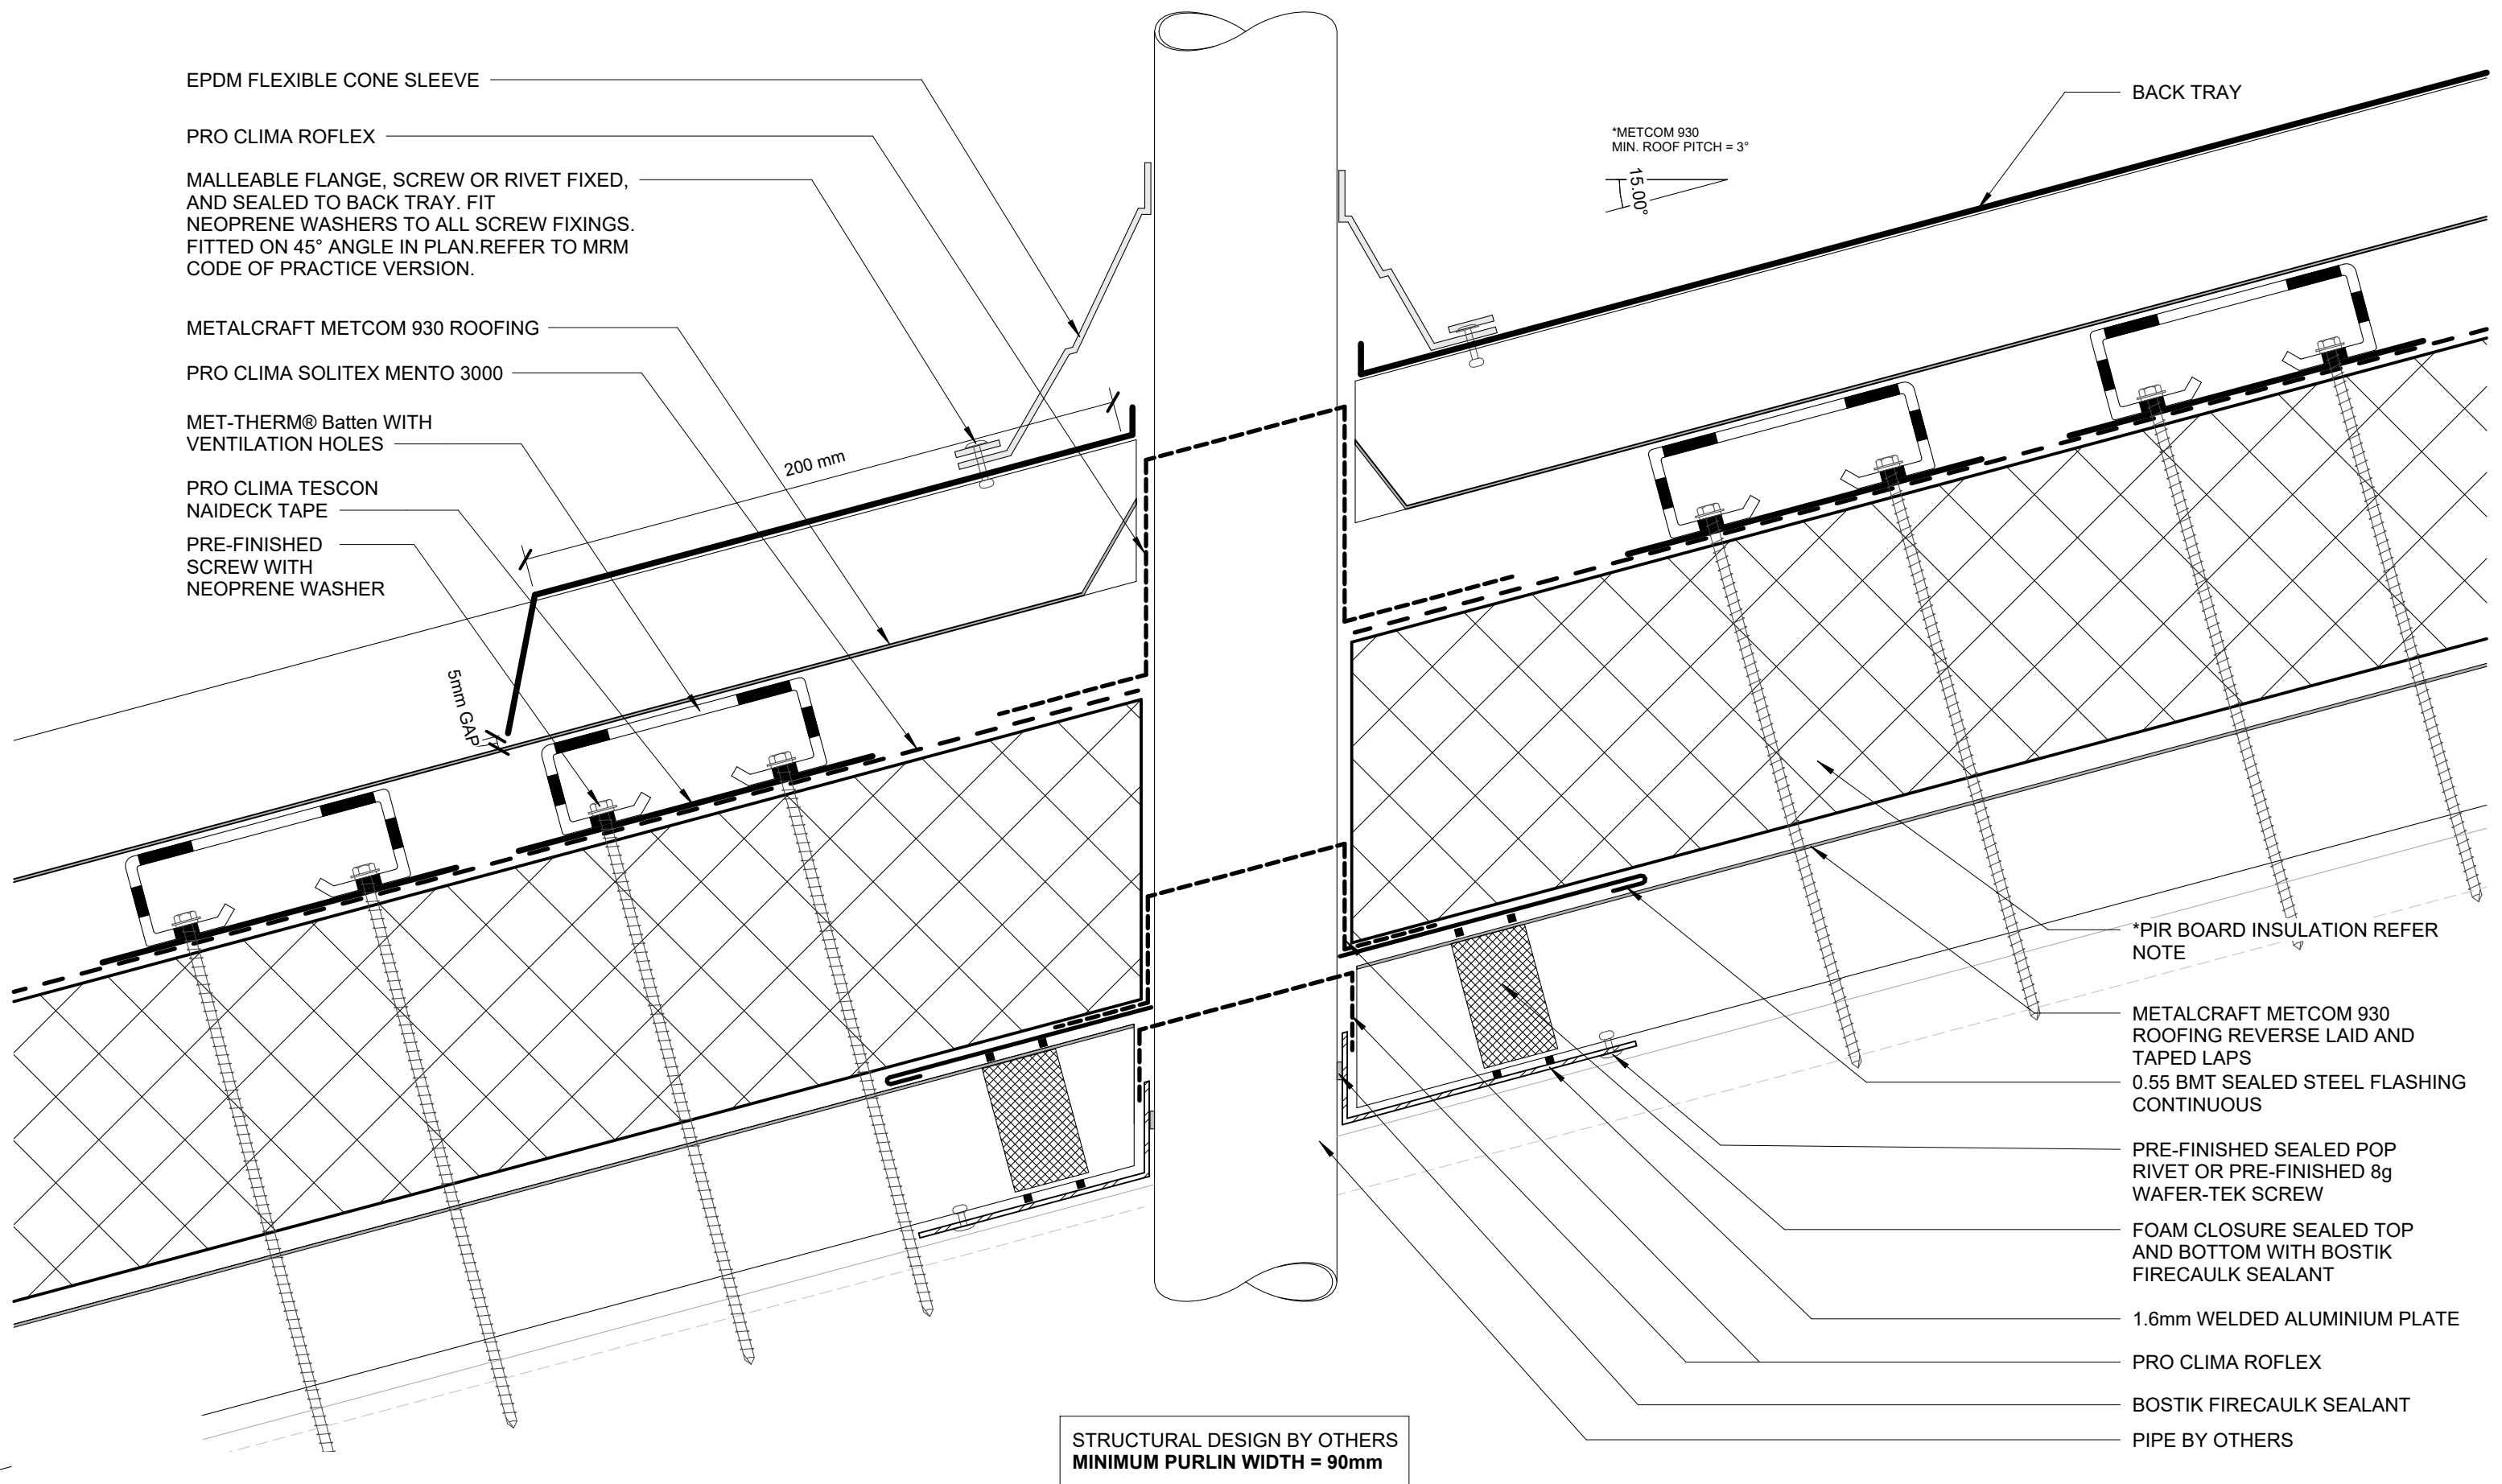 EPDM FLEXIBLE CONE SLEEVE
PRO CLIMA ROFLEX
MALLEABLE FLANGE, SCREW OR RIVET FIXED,
AND SEALED TO BACK TRAY. FIT
NEOPRENE WASHERS TO ALL SCREW FIXINGS.
FITTED ON 45° ANGLE IN PLAN.REFER TO MRM
CODE OF PRACTICE VERSION.
METALCRAFT METCOM 930 ROOFING
PRO CLIMA SOLITEX MENTO 3000
MET-THERM® Batten WITH
VENTILATION HOLES
PRO CLIMA TESCON
NAIDECK TAPE
PRE-FINISHED
SCREW WITH
NEOPRENE WASHER
200 mm
5mm GAP
*METCOM 930
MIN. ROOF PITCH = 3°
15.00°
BACK TRAY
*PIR BOARD INSULATION REFER
NOTE
METALCRAFT METCOM 930
ROOFING REVERSE LAID AND
TAPED LAPS
0.55 BMT SEALED STEEL FLASHING
CONTINUOUS
PRE-FINISHED SEALED POP
RIVET OR PRE-FINISHED 8g
WAFER-TEK SCREW
FOAM CLOSURE SEALED TOP
AND BOTTOM WITH BOSTIK
FIRECAULK SEALANT
1.6mm WELDED ALUMINIUM PLATE
PRO CLIMA ROFLEX
BOSTIK FIRECAULK SEALANT
PIPE BY OTHERS
STRUCTURAL DESIGN BY OTHERS
MINIMUM PURLIN WIDTH = 90mm